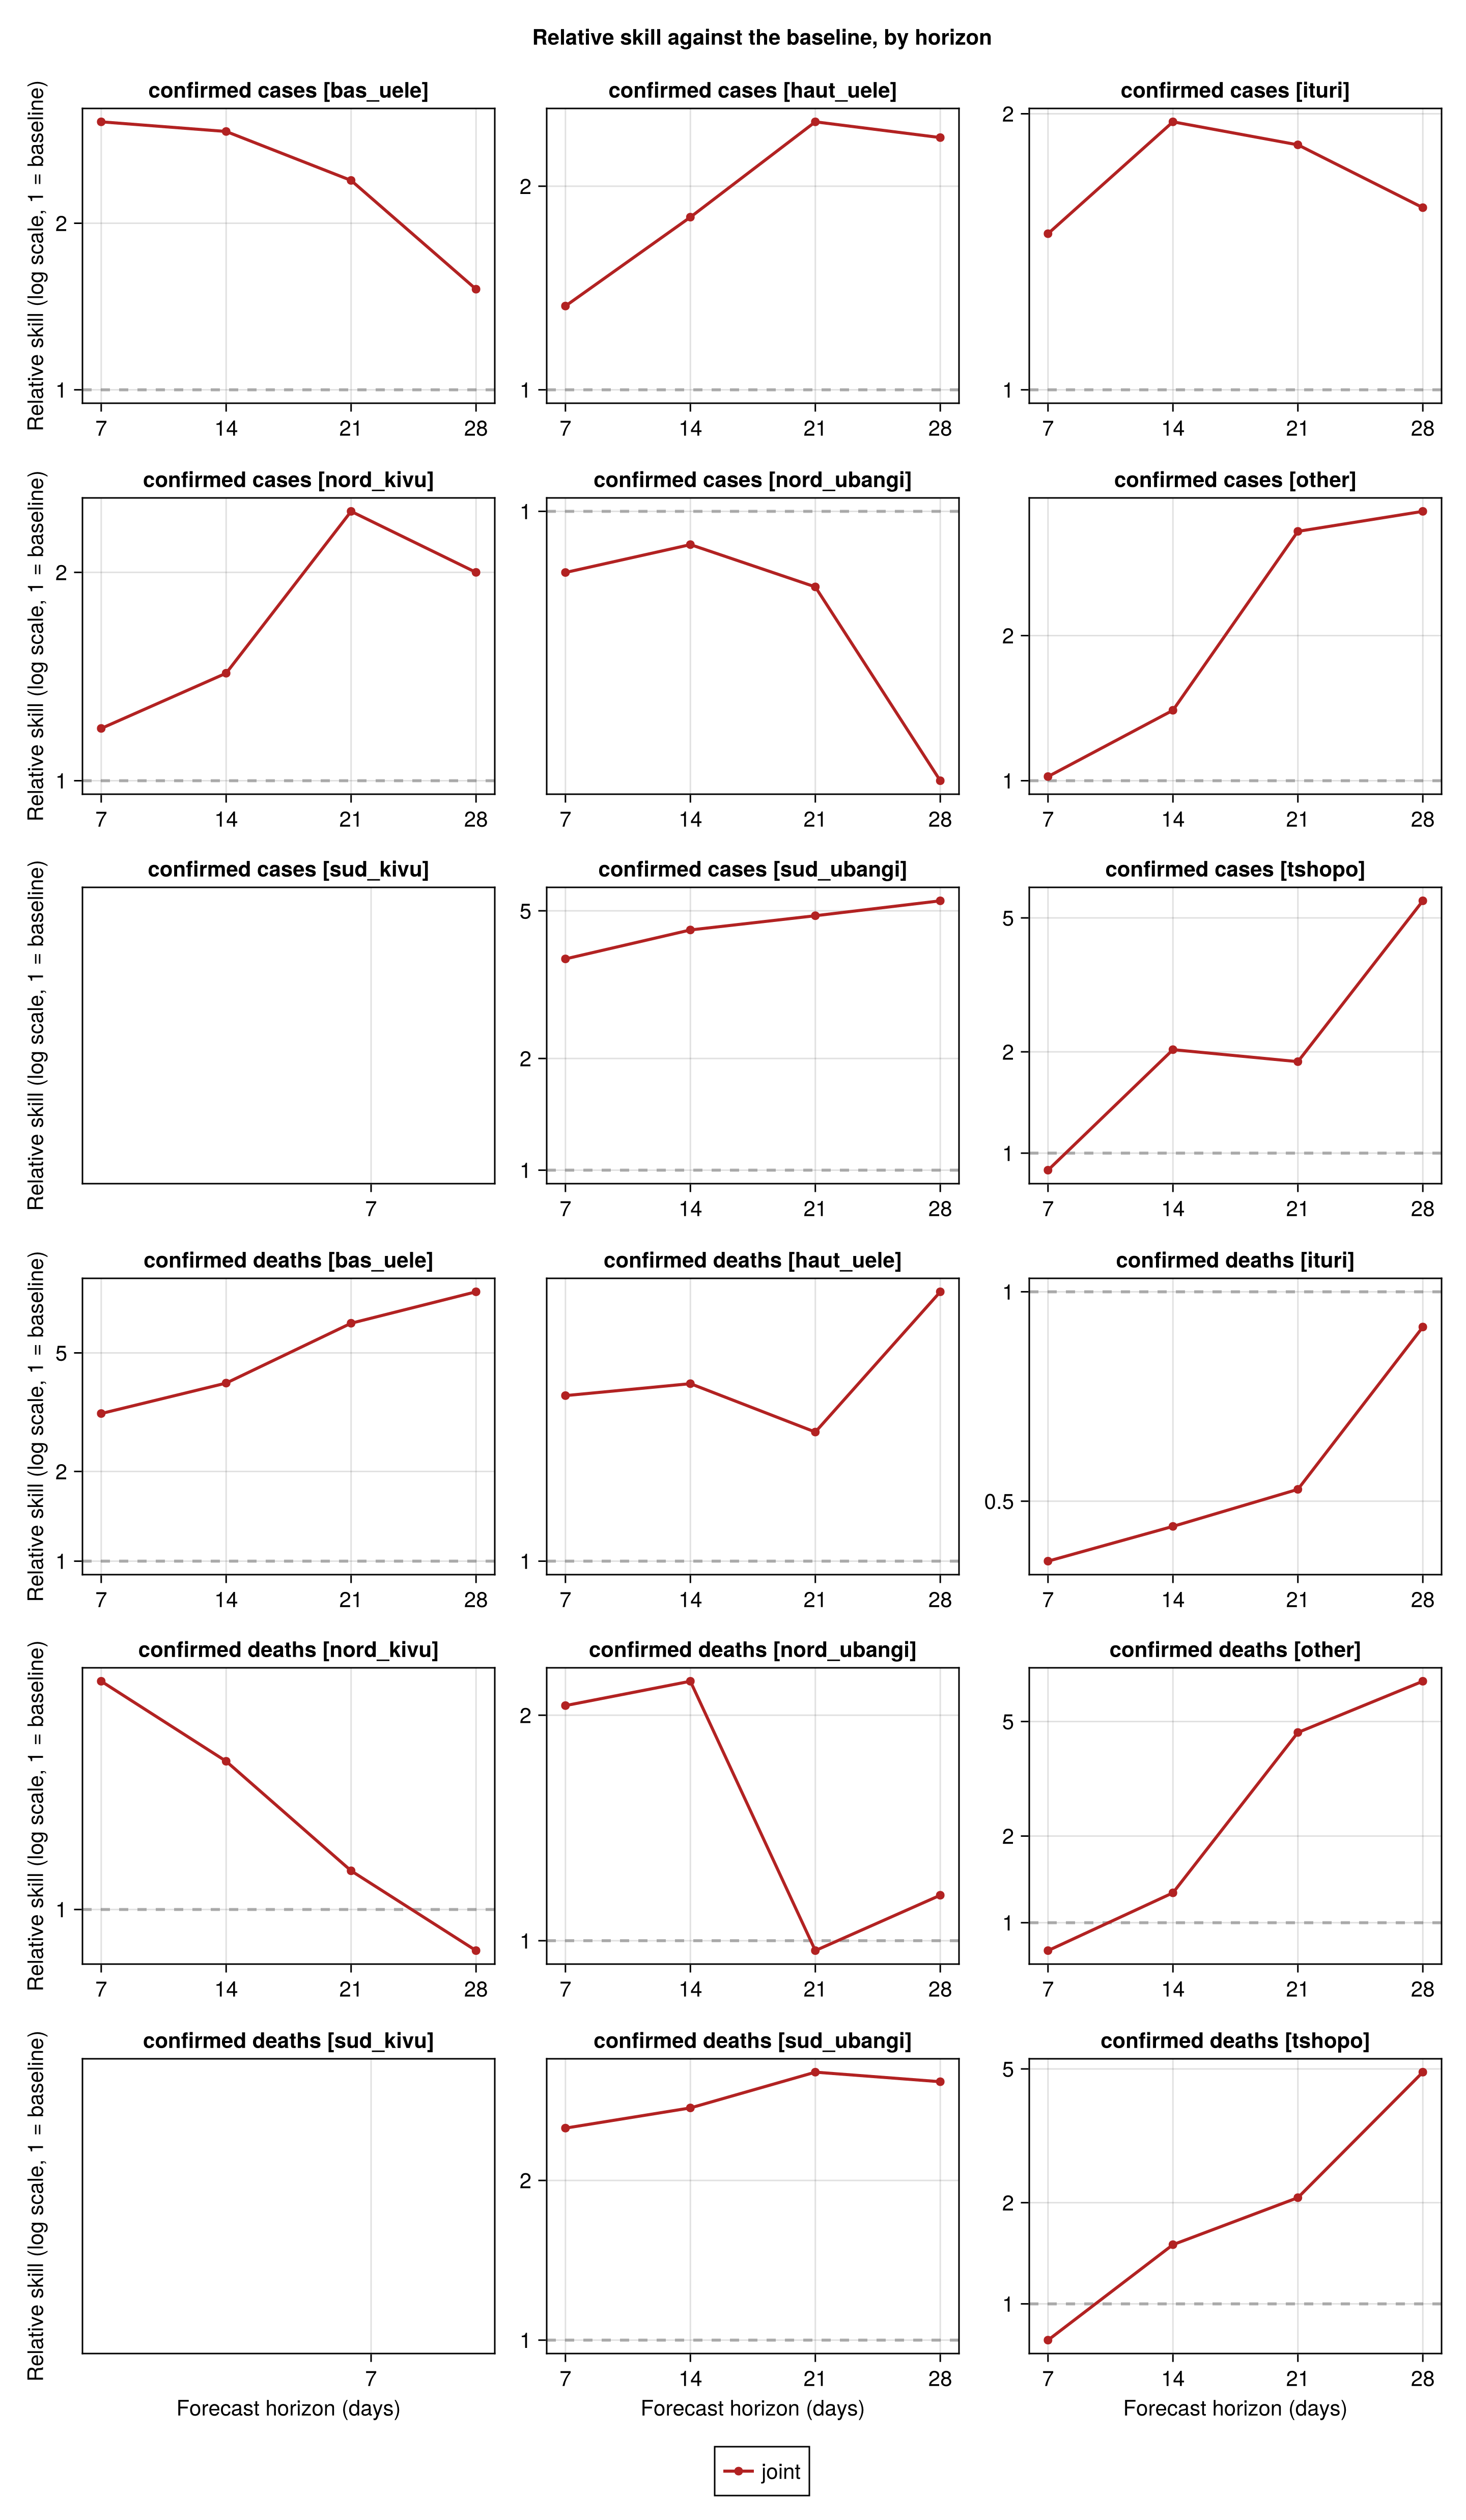 Relative skill against the baseline, by horizon
confirmed cases [bas_uele]
confirmed cases [haut_uele]
confirmed cases [ituri]
Relative skill (log scale, 1 = baseline)
2
1
7 14 21 28
2
1
7 14 21 28
2
1
7 14 21 28
confirmed cases [nord_kivu]
confirmed cases [nord_ubangi]
confirmed cases [other]
Relative skill (log scale, 1 = baseline)
2
1
7 14 21 28
1
7 14 21 28
2
1
7 14 21 28
confirmed cases [sud_kivu]
confirmed cases [sud_ubangi]
confirmed cases [tshopo]
Relative skill (log scale, 1 = baseline)
7
5
2
1
7 14 21 28
5
2
1
7 14 21 28
confirmed deaths [bas_uele]
confirmed deaths [haut_uele]
confirmed deaths [ituri]
Relative skill (log scale, 1 = baseline)
5
2
1
7 14 21 28
1
7 14 21 28
1
0.5
7 14 21 28
confirmed deaths [nord_kivu]
confirmed deaths [nord_ubangi]
confirmed deaths [other]
Relative skill (log scale, 1 = baseline)
1
7 14 21 28
2
1
7 14 21 28
5
2
1
7 14 21 28
confirmed deaths [sud_kivu]
confirmed deaths [sud_ubangi]
confirmed deaths [tshopo]
Relative skill (log scale, 1 = baseline)
7
2
1
7 14 21 28
5
2
1
7 14 21 28
Forecast horizon (days)
Forecast horizon (days)
Forecast horizon (days)
joint